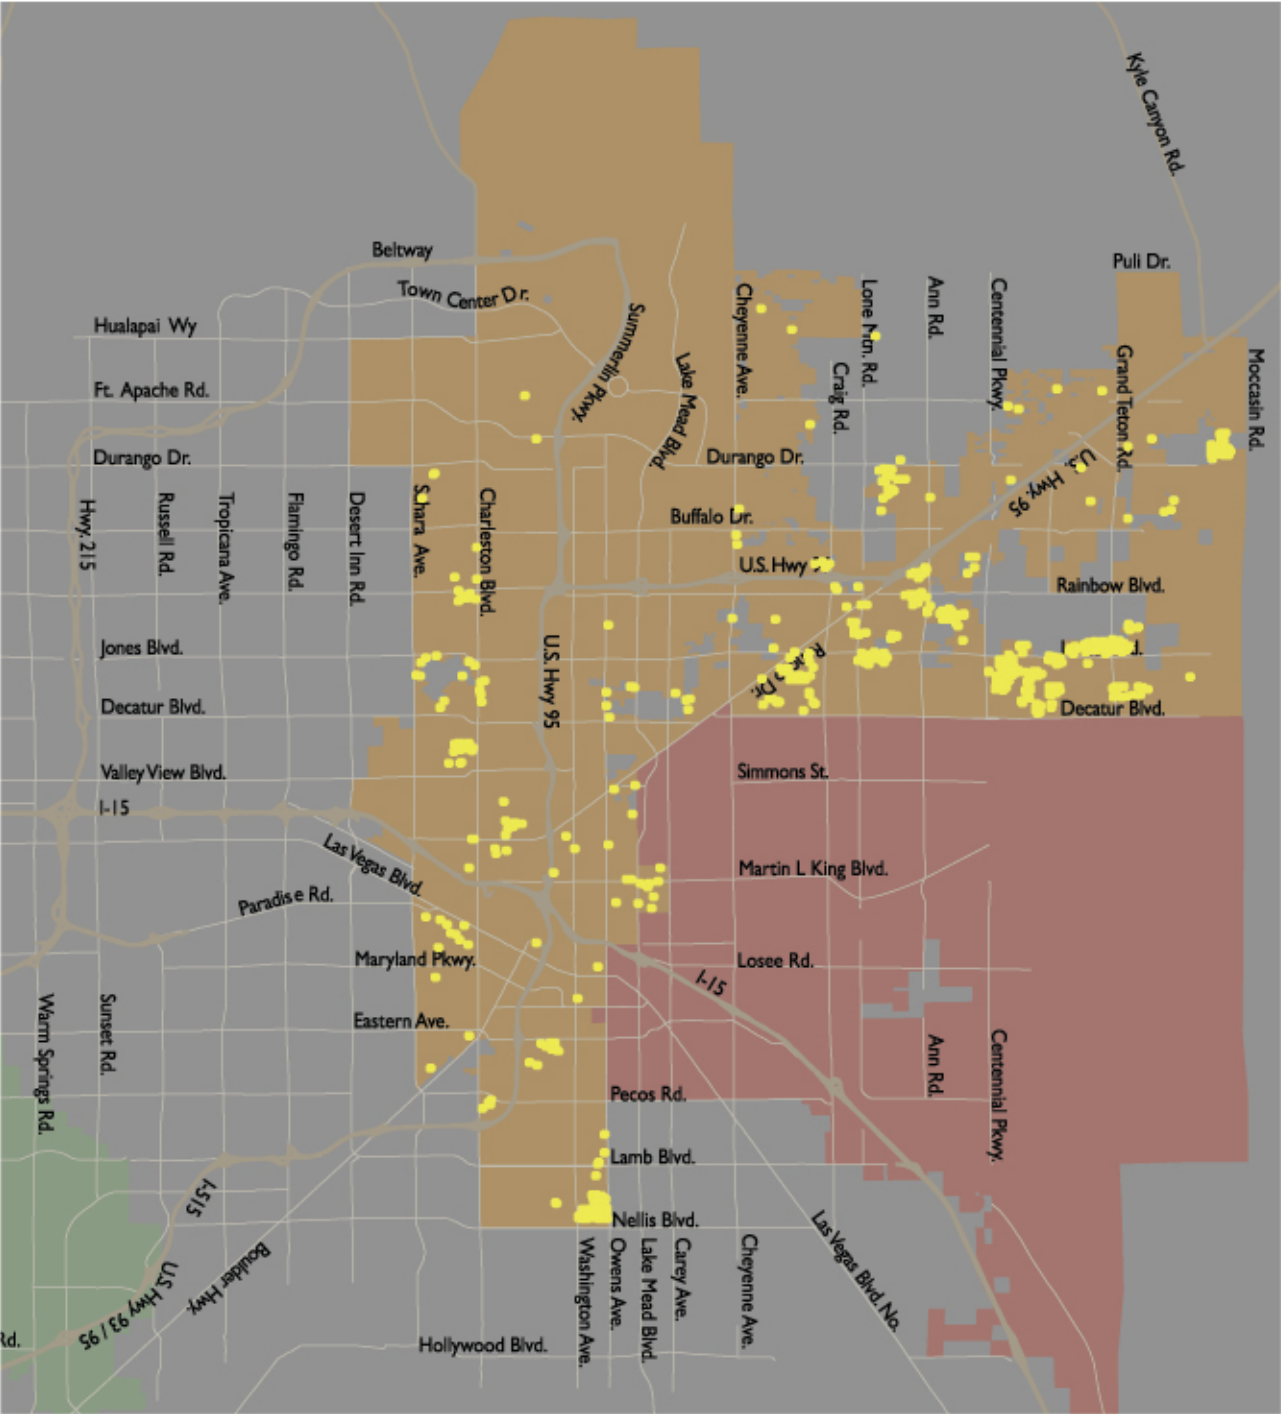 Kyle Canyon Rd.
Beltway
Puli Dr.
Town Center Dr.
Hualapai Wy
Summerlin Pkwy.
Cheyenne Ave.
Lone Mtn. Rd.
Ann Rd.
Centennial Pkwy.
Grand Teton Rd.
Moccasin Rd.
Ft. Apache Rd.
Lake Mead Blvd.
Craig Rd.
Durango Dr.
Durango Dr.
U.S. Hwy. 95
Hwy. 215
Russell Rd.
Tropicana Ave.
Flamingo Rd.
Desert Inn Rd.
Ave.
Charleston Blvd.
Buffalo Dr.
U.S. Hwy
Rainbow Blvd.
Jones Blvd.
U.S. Hwy 95
Dr.
Decatur Blvd.
Decatur Blvd.
Valley View Blvd.
Simmons St.
I-15
Las Vegas Blvd.
Martin L King Blvd.
Paradise Rd.
Maryland Pkwy.
Losee Rd.
I-15
Warm Springs Rd.
Sunset Rd.
Eastern Ave.
Ann Rd.
Centennial Pkwy.
Pecos Rd.
Lamb Blvd.
I-515
Nellis Blvd.
Boulder Hwy.
U.S. Hwy 93 / 95
Washington Ave.
Owens Ave.
Lake Mead Blvd.
Carey Ave.
Cheyenne Ave.
Las Vegas Blvd. No.
Rd.
Hollywood Blvd.